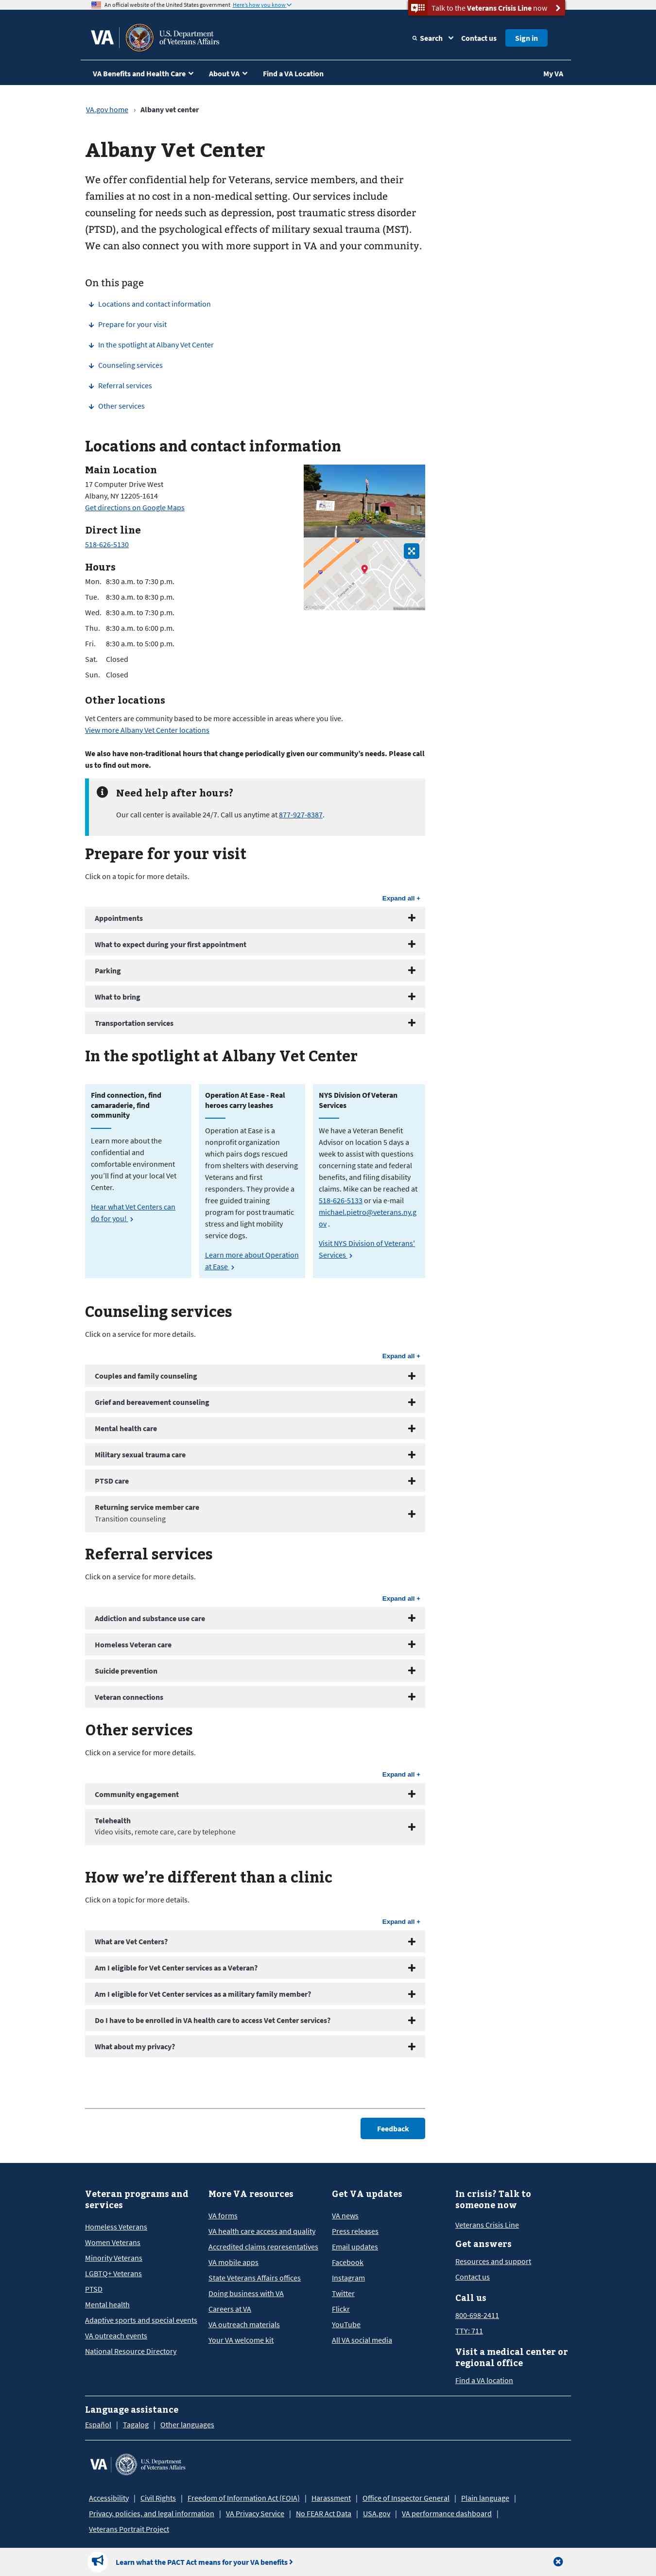 An official website of the United States government Here's how you know
Talk to the Veterans Crisis Line now
VA
U.S. Department
of Veterans Affairs
Search
Contact us
Sign in
VA Benefits and Health Care
About VA
Find a VA Location
My VA
VA.gov home › Albany vet center
Albany Vet Center
We offer confidential help for Veterans, service members, and their
families at no cost in a non-medical setting. Our services include
counseling for needs such as depression, post traumatic stress disorder
(PTSD), and the psychological effects of military sexual trauma (MST).
We can also connect you with more support in VA and your community.
On this page
Locations and contact information
Prepare for your visit
In the spotlight at Albany Vet Center
Counseling services
Referral services
Other services
Locations and contact information
Main Location
17 Computer Drive West
Albany, NY 12205-1614
Get directions on Google Maps
Direct line
518-626-5130
Hours
Mon. 8:30 a.m. to 7:30 p.m.
Tue. 8:30 a.m. to 8:30 p.m.
Wed. 8:30 a.m. to 7:30 p.m.
Thu. 8:30 a.m. to 6:00 p.m.
Fri. 8:30 a.m. to 5:00 p.m.
Sat. Closed
Sun. Closed
Other locations
Vet Centers are community based to be more accessible in areas where you live.
View more Albany Vet Center locations
We also have non-traditional hours that change periodically given our community's needs. Please call
us to find out more.
Need help after hours?
Our call center is available 24/7. Call us anytime at 877-927-8387.
Prepare for your visit
Click on a topic for more details.
Expand all +
Appointments
What to expect during your first appointment
Parking
What to bring
Transportation services
In the spotlight at Albany Vet Center
Find connection, find
camaraderie, find
community
Learn more about the
confidential and
comfortable environment
you'll find at your local Vet
Center.
Hear what Vet Centers can
do for you!
Operation At Ease - Real
heroes carry leashes
Operation at Ease is a
nonprofit organization
which pairs dogs rescued
from shelters with deserving
Veterans and first
responders. They provide a
free guided training
program for post traumatic
stress and light mobility
service dogs.
Learn more about Operation
at Ease
NYS Division Of Veteran
Services
We have a Veteran Benefit
Advisor on location 5 days a
week to assist with questions
concerning state and federal
benefits, and filing disability
claims. Mike can be reached at
518-626-5133 or via e-mail
michael.pietro@veterans.ny.g
ov .
Visit NYS Division of Veterans'
Services
Counseling services
Click on a service for more details.
Expand all +
Couples and family counseling
Grief and bereavement counseling
Mental health care
Military sexual trauma care
PTSD care
Returning service member care
Transition counseling
Referral services
Click on a service for more details.
Expand all +
Addiction and substance use care
Homeless Veteran care
Suicide prevention
Veteran connections
Other services
Click on a service for more details.
Expand all +
Community engagement
Telehealth
Video visits, remote care, care by telephone
How we're different than a clinic
Click on a topic for more details.
Expand all +
What are Vet Centers?
Am I eligible for Vet Center services as a Veteran?
Am I eligible for Vet Center services as a military family member?
Do I have to be enrolled in VA health care to access Vet Center services?
What about my privacy?
Feedback
Veteran programs and
services
Homeless Veterans
Women Veterans
Minority Veterans
LGBTQ+ Veterans
PTSD
Mental health
Adaptive sports and special events
VA outreach events
National Resource Directory
More VA resources
VA forms
VA health care access and quality
Accredited claims representatives
VA mobile apps
State Veterans Affairs offices
Doing business with VA
Careers at VA
VA outreach materials
Your VA welcome kit
Get VA updates
VA news
Press releases
Email updates
Facebook
Instagram
Twitter
Flickr
YouTube
All VA social media
In crisis? Talk to
someone now
Veterans Crisis Line
Get answers
Resources and support
Contact us
Call us
800-698-2411
TTY: 711
Visit a medical center or
regional office
Find a VA location
Language assistance
Español | Tagalog | Other languages
VA
U.S. Department
of Veterans Affairs
Accessibility | Civil Rights | Freedom of Information Act (FOIA) | Harassment | Office of Inspector General | Plain language |
Privacy, policies, and legal information | VA Privacy Service | No FEAR Act Data | USA.gov | VA performance dashboard |
Veterans Portrait Project
Learn what the PACT Act means for your VA benefits